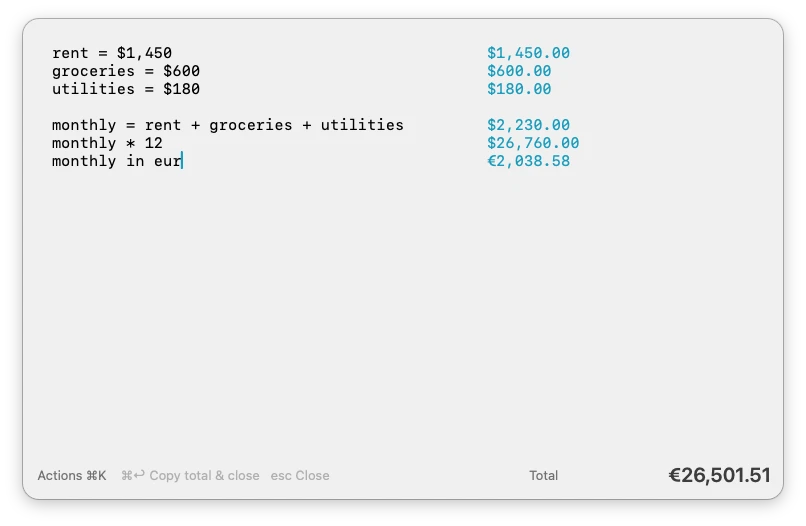 rent = $1,450 $1,450.00
groceries = $600 $600.00
utilities = $180 $180.00
monthly = rent + groceries + utilities $2,230.00
monthly * 12 $26,760.00
monthly in eur €2,038.58
Actions ⌘K ⌘↩ Copy total & close esc Close Total €26,501.51